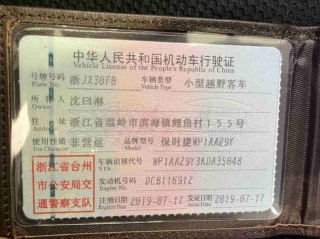 中华人民共和国机动车行驶证
Vehicle License of the People's Republic of China
号牌号码 浙JX38F8 车辆类型 小型越野客车
Plate No. Vehicle Type
所有人 沈曰淋
Owner
住址 浙江省温岭市滨海镇鲤鱼村155号
Address
使用性质 非营运 品牌型号 保时捷WP1AA29Y
Use Character Model
浙江省台州
市公安局交
通警察支队
车辆识别代号 WP1AA29Y3KDA35048
VIN
发动机号码 DCB116912
Engine No.
注册日期 2019-07-17 发证日期 2019-07-17
Register Date Issue Date